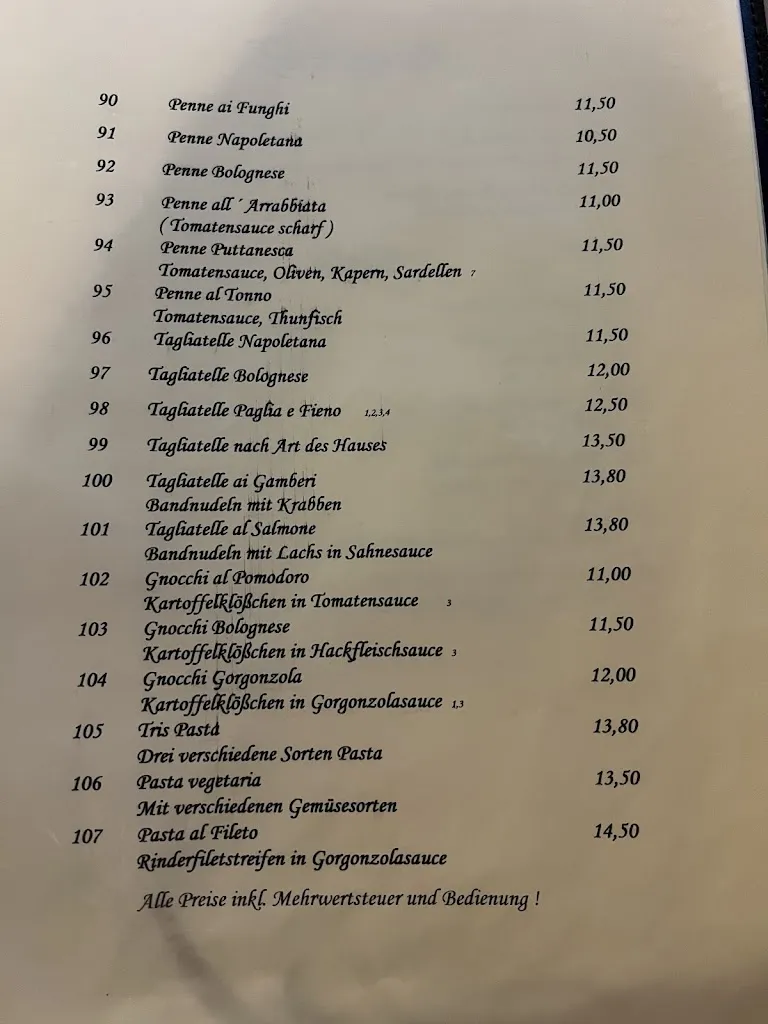 90 Penne ai Funghi 11,50
91 Penne Napoletana 10,50
92 Penne Bolognese 11,50
93 Penne all ´ Arrabbiata 11,00
( Tomatensauce scharf )
94 Penne Puttanesca 11,50
Tomatensauce, Oliven, Kapern, Sardellen 7
95 Penne al Tonno 11,50
Tomatensauce, Thunfisch
96 Tagliatelle Napoletana 11,50
97 Tagliatelle Bolognese 12,00
98 Tagliatelle Paglia e Fieno 1,2,3,4 12,50
99 Tagliatelle nach Art des Hauses 13,50
100 Tagliatelle ai Gamberi 13,80
Bandnudeln mit Krabben
101 Tagliatelle al Salmone 13,80
Bandnudeln mit Lachs in Sahnesauce
102 Gnocchi al Pomodoro 11,00
Kartoffelklößchen in Tomatensauce 3
103 Gnocchi Bolognese 11,50
Kartoffelklößchen in Hackfleischsauce 3
104 Gnocchi Gorgonzola 12,00
Kartoffelklößchen in Gorgonzolasauce 1,3
105 Tris Pasta 13,80
Drei verschiedene Sorten Pasta
106 Pasta vegetaria 13,50
Mit verschiedenen Gemüsesorten
107 Pasta al Fileto 14,50
Rinderfiletstreifen in Gorgonzolasauce
Alle Preise inkl. Mehrwertsteuer und Bedienung !